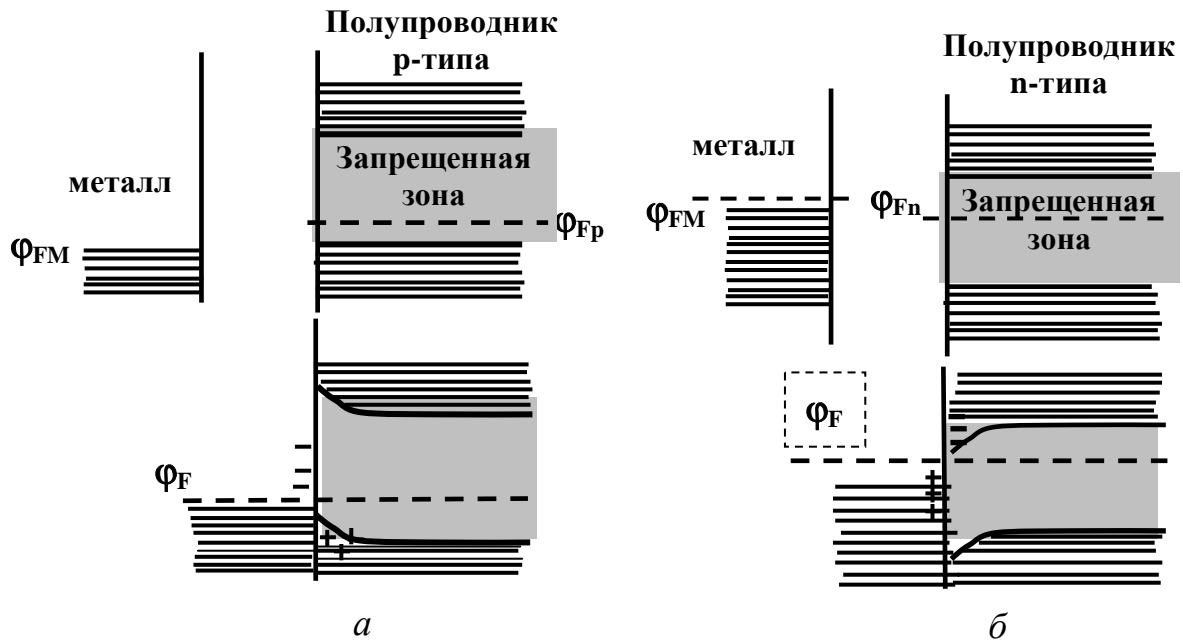 Полупроводник
р-типа
металл
Запрещенная
зона
φFM
φFp
φF
а
Полупроводник
n-типа
металл
φFM
φFn
Запрещенная
зона
φF
б